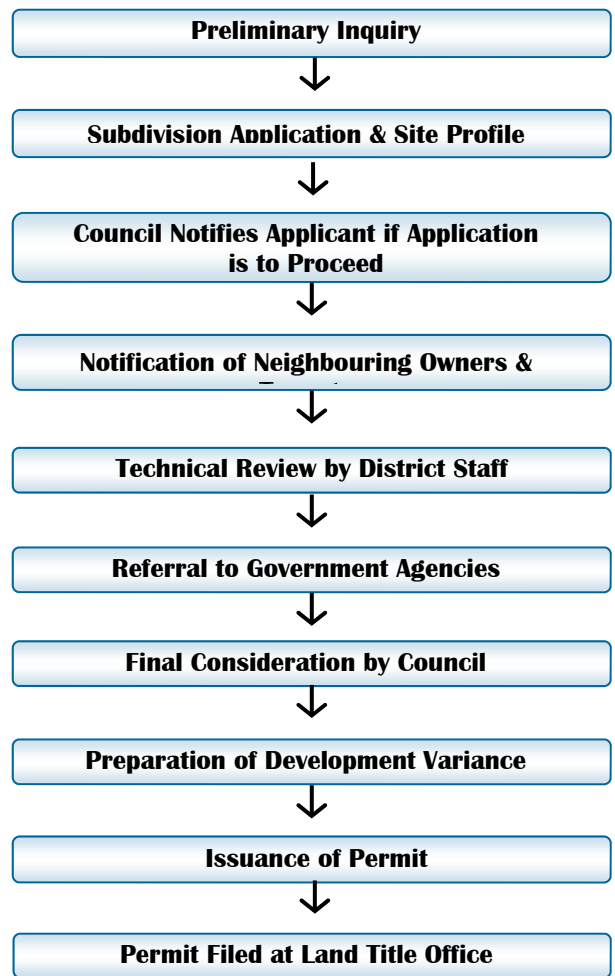 Preliminary Inquiry
Subdivision Application & Site Profile
Council Notifies Applicant if Application
is to Proceed
Notification of Neighbouring Owners &
Technical Review by District Staff
Referral to Government Agencies
Final Consideration by Council
Preparation of Development Variance
Issuance of Permit
Permit Filed at Land Title Office